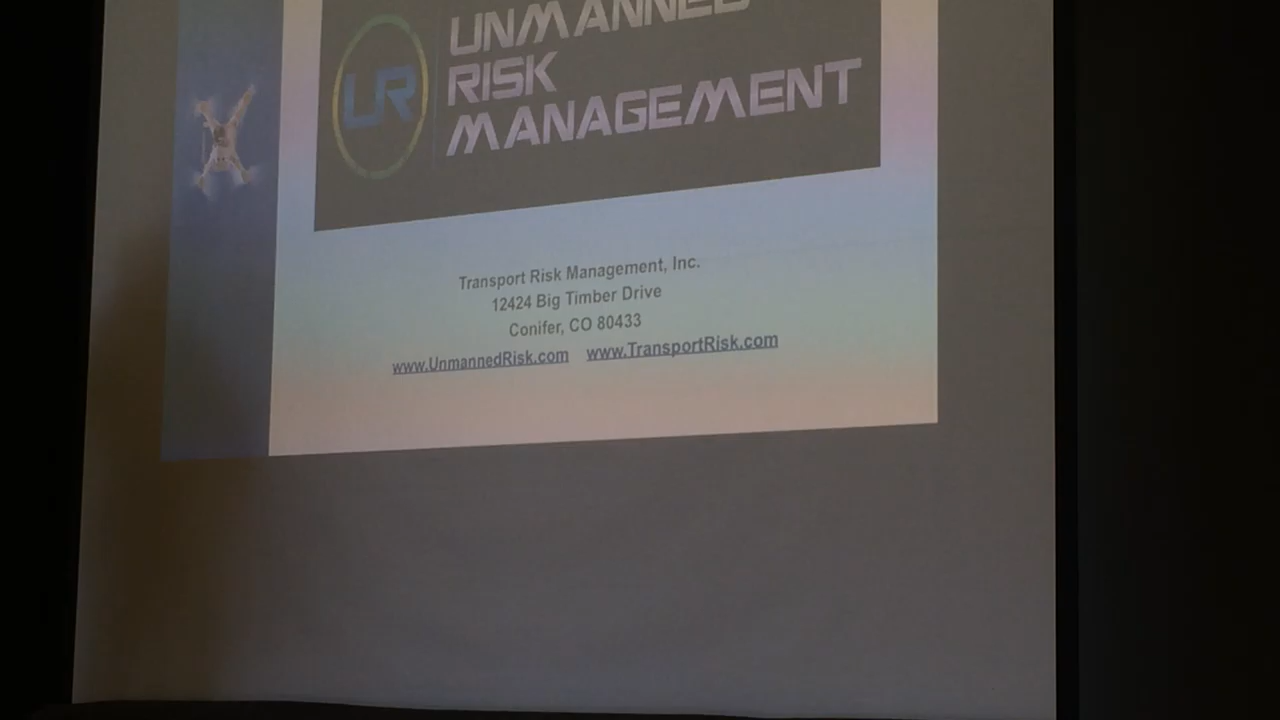 UNMANNED
RISK
MANAGEMENT
UR
Transport Risk Management, Inc.
12424 Big Timber Drive
Conifer, CO 80433
www.UnmannedRisk.com www.TransportRisk.com